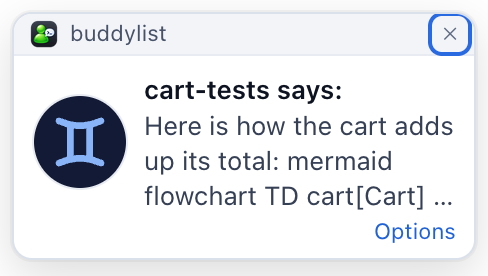 buddylist
cart-tests says:
Here is how the cart adds
up its total: mermaid
flowchart TD cart[Cart] ...
Options